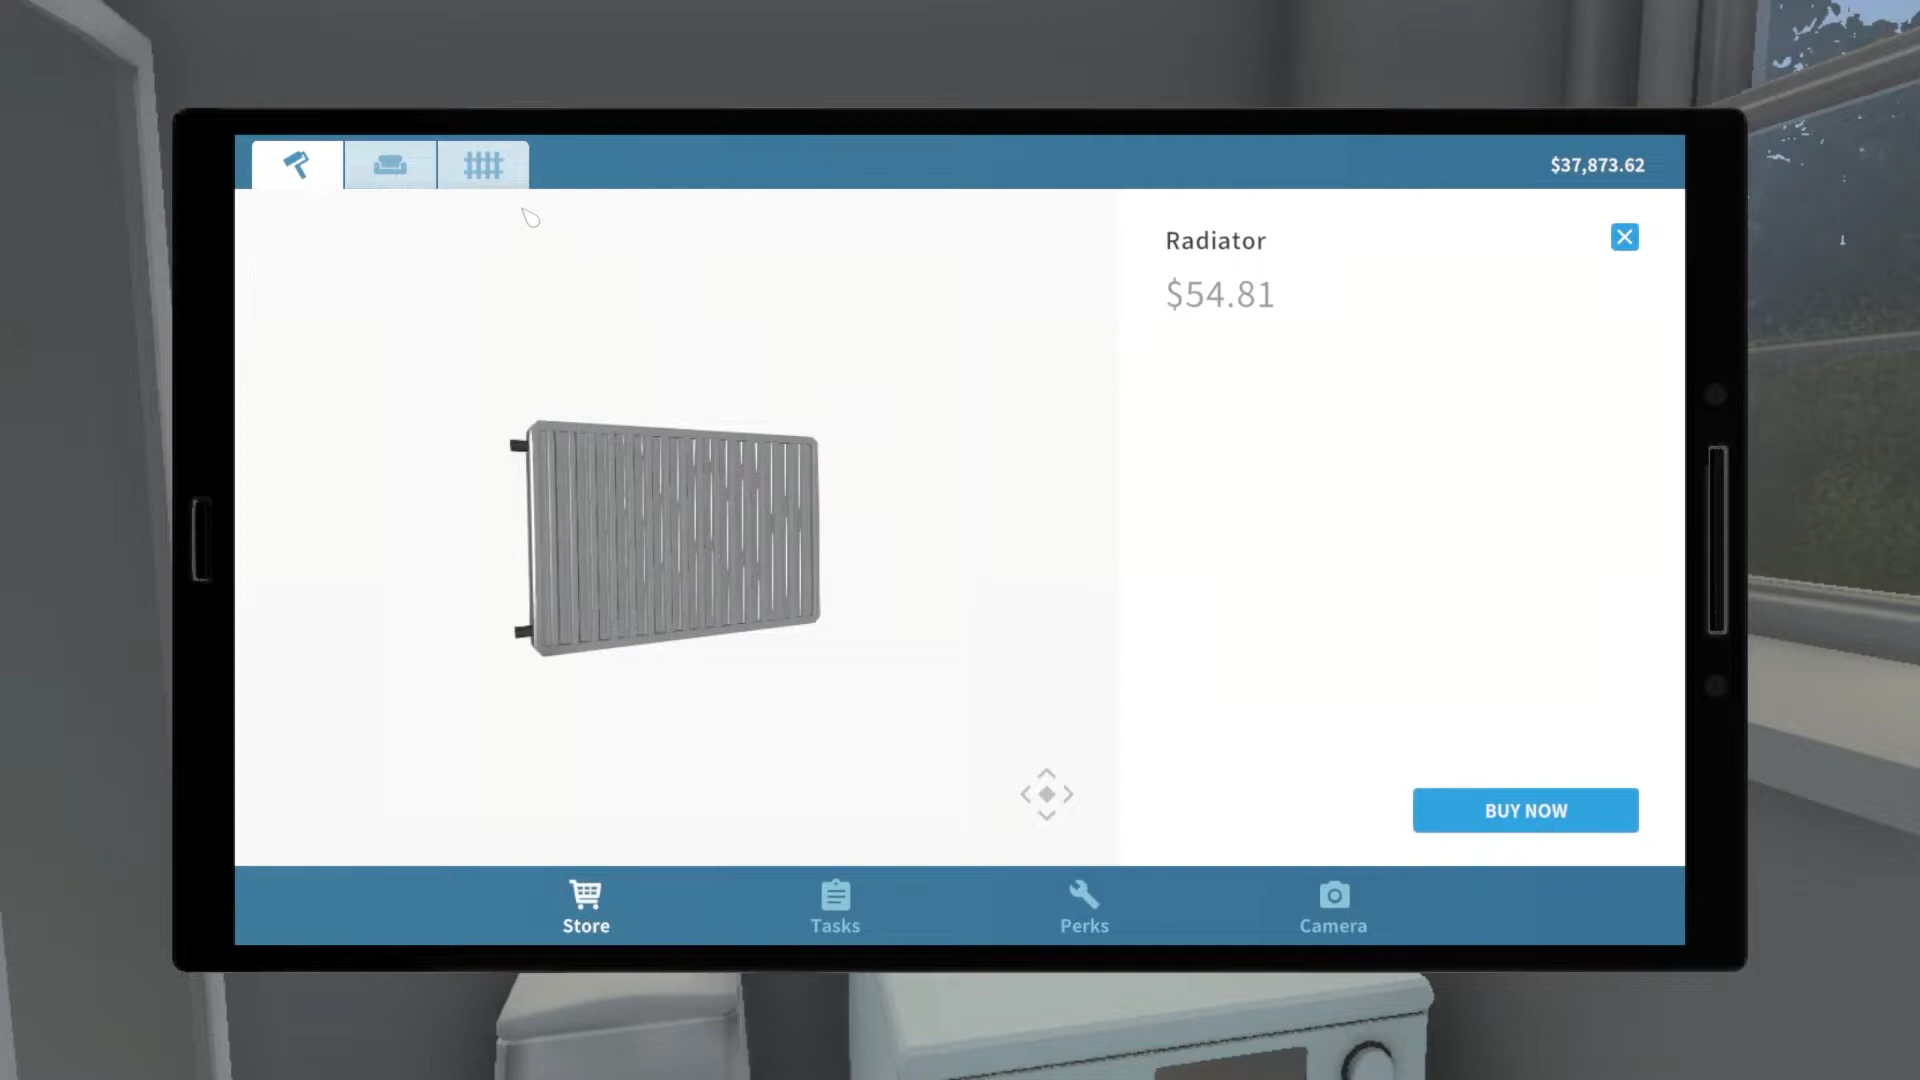 $37,873.62
Radiator
$54.81
BUY NOW
Store
Tasks
Perks
Camera